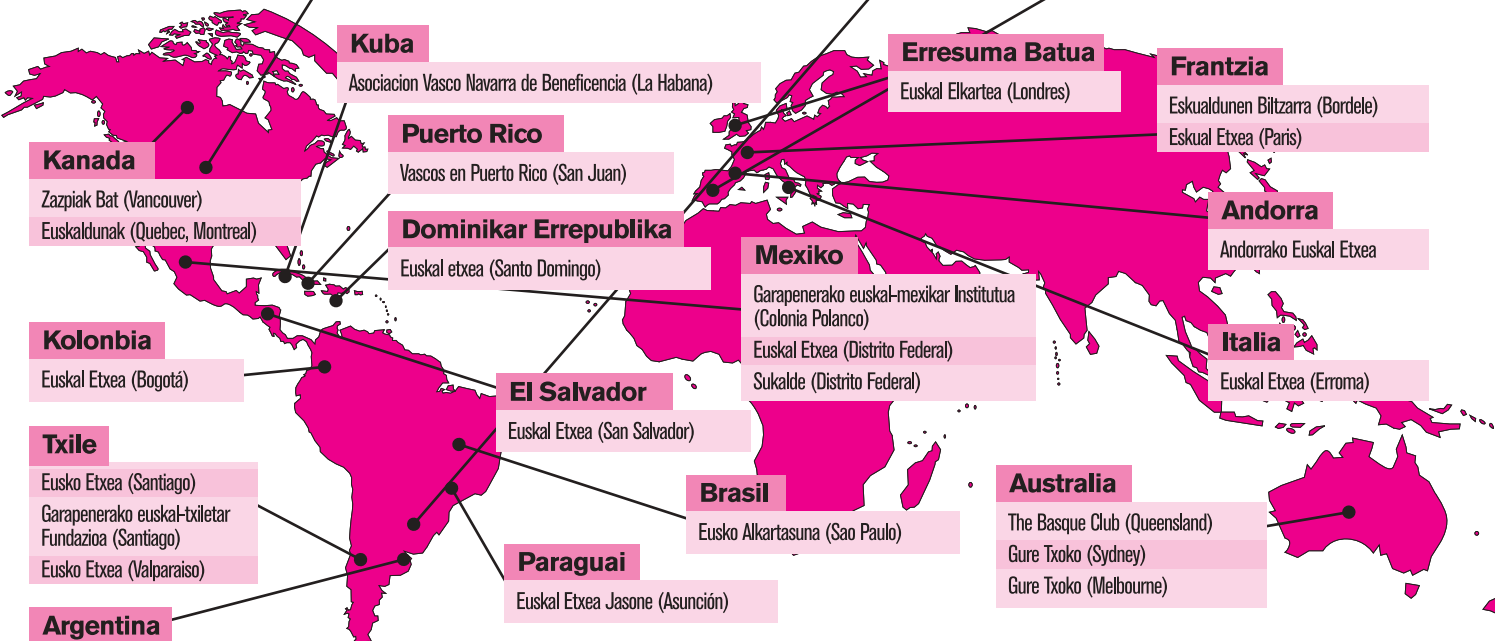 Kuba
Asociacion Vasco Navarra de Beneficencia (La Habana)
Erresuma Batua
Euskal Elkartea (Londres)
Frantzia
Eskualdunen Biltzarra (Bordele)
Eskual Etxea (Paris)
Kanada
Zazpiak Bat (Vancouver)
Euskaldunak (Quebec, Montreal)
Puerto Rico
Vascos en Puerto Rico (San Juan)
Andorra
Andorrako Euskal Etxea
Dominikar Errepublika
Euskal etxea (Santo Domingo)
Mexiko
Garapenerako euskal-mexikar Institutua
(Colonia Polanco)
Euskal Etxea (Distrito Federal)
Sukalde (Distrito Federal)
Kolonbia
Euskal Etxea (Bogotá)
Italia
Euskal Etxea (Erroma)
El Salvador
Euskal Etxea (San Salvador)
Txile
Eusko Etxea (Santiago)
Garapenerako euskal-txiletar
Fundazioa (Santiago)
Eusko Etxea (Valparaiso)
Brasil
Eusko Alkartasuna (Sao Paulo)
Australia
The Basque Club (Queensland)
Gure Txoko (Sydney)
Gure Txoko (Melbourne)
Paraguai
Euskal Etxea Jasone (Asunción)
Argentina